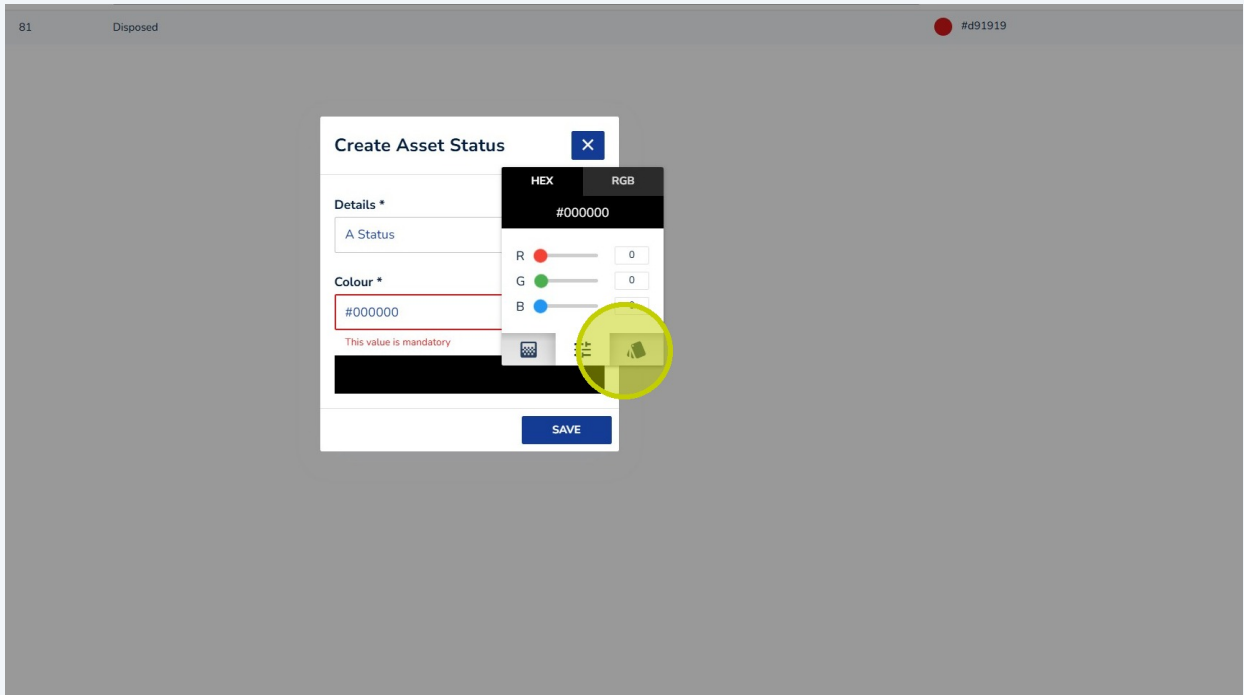 81 Disposed #d91919
Create Asset Status
HEX RGB
#000000
Details *
A Status
R 0
G 0
B
Colour *
#000000
This value is mandatory
SAVE